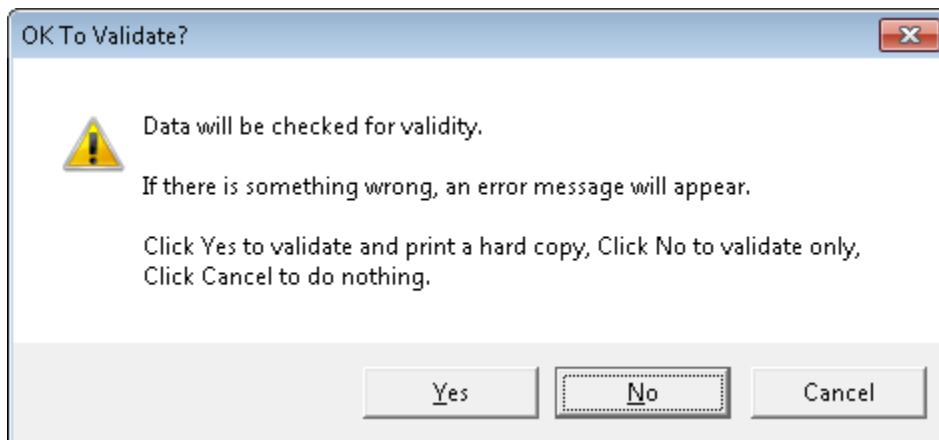 OK To Validate?
Data will be checked for validity.
If there is something wrong, an error message will appear.
Click Yes to validate and print a hard copy, Click No to validate only,
Click Cancel to do nothing.
Yes
No
Cancel